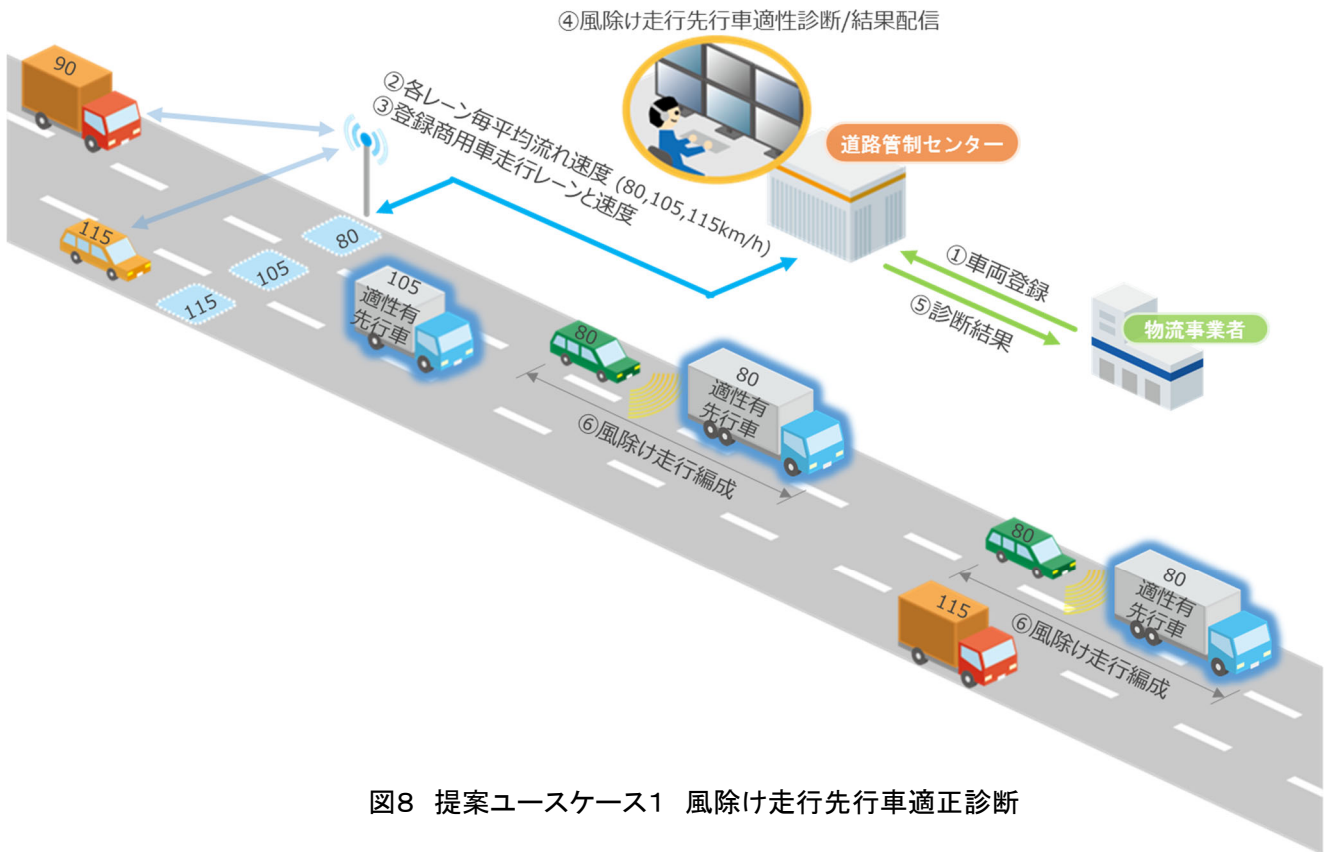 ④風除け走行先行車適性診断/結果配信
90
②各レーン毎平均流れ速度 (80,105,115km/h)
③登録商用車走行レーンと速度
道路管制センター
115
80
105
115
①車両登録
⑤診断結果
物流事業者
105
適性有
先行車
80
80
適性有
先行車
⑥風除け走行編成
80
80
適性有
先行車
115
⑥風除け走行編成
図8 提案ユースケース1 風除け走行先行車適正診断